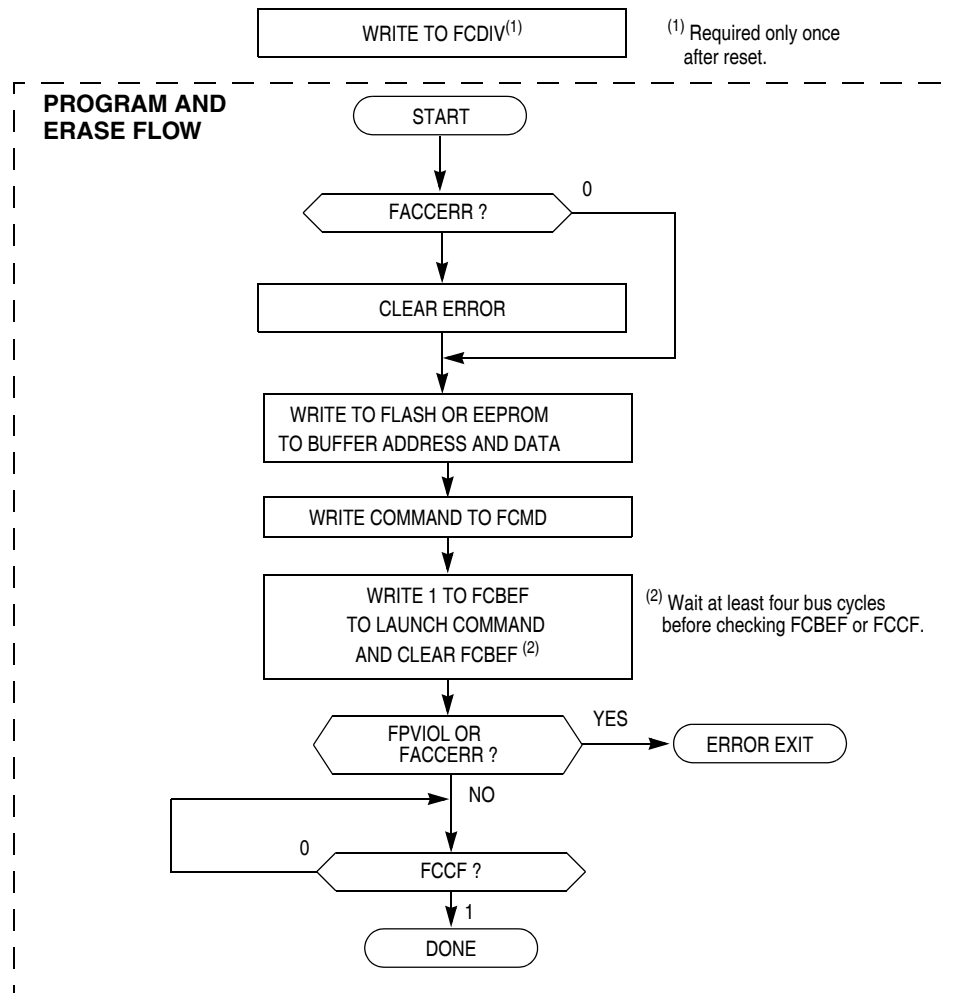 WRITE TO FCDIV(1)
(1) Required only once
after reset.
PROGRAM AND
ERASE FLOW
START
0
FACCERR ?
CLEAR ERROR
WRITE TO FLASH OR EEPROM
TO BUFFER ADDRESS AND DATA
WRITE COMMAND TO FCMD
WRITE 1 TO FCBEF
TO LAUNCH COMMAND
AND CLEAR FCBEF (2)
(2) Wait at least four bus cycles
before checking FCBEF or FCCF.
FPVIOL OR
FACCERR ?
YES
ERROR EXIT
NO
0
FCCF ?
1
DONE